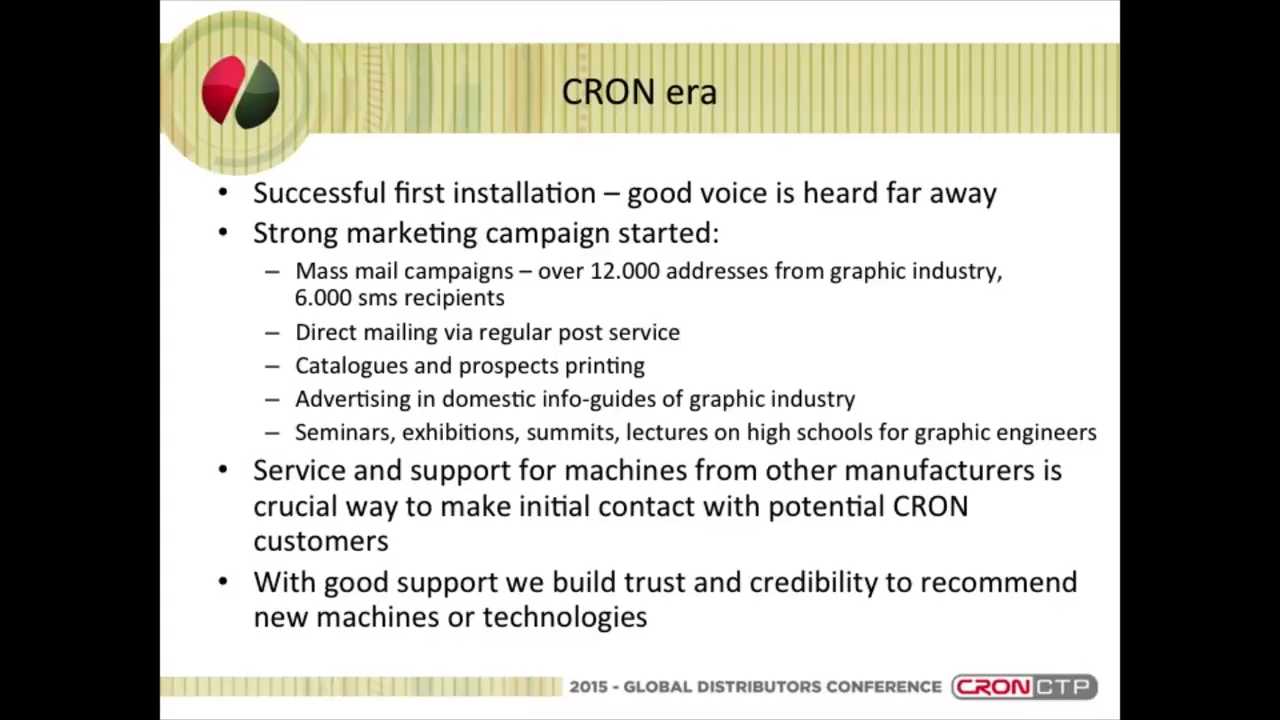 CRON era
• Successful first installation – good voice is heard far away
• Strong marketing campaign started:
– Mass mail campaigns – over 12.000 addresses from graphic industry,
6.000 sms recipients
– Direct mailing via regular post service
– Catalogues and prospects printing
– Advertising in domestic info-guides of graphic industry
– Seminars, exhibitions, summits, lectures on high schools for graphic engineers
• Service and support for machines from other manufacturers is
crucial way to make initial contact with potential CRON
customers
• With good support we build trust and credibility to recommend
new machines or technologies
2015 - GLOBAL DISTRIBUTORS CONFERENCE CRON CTP